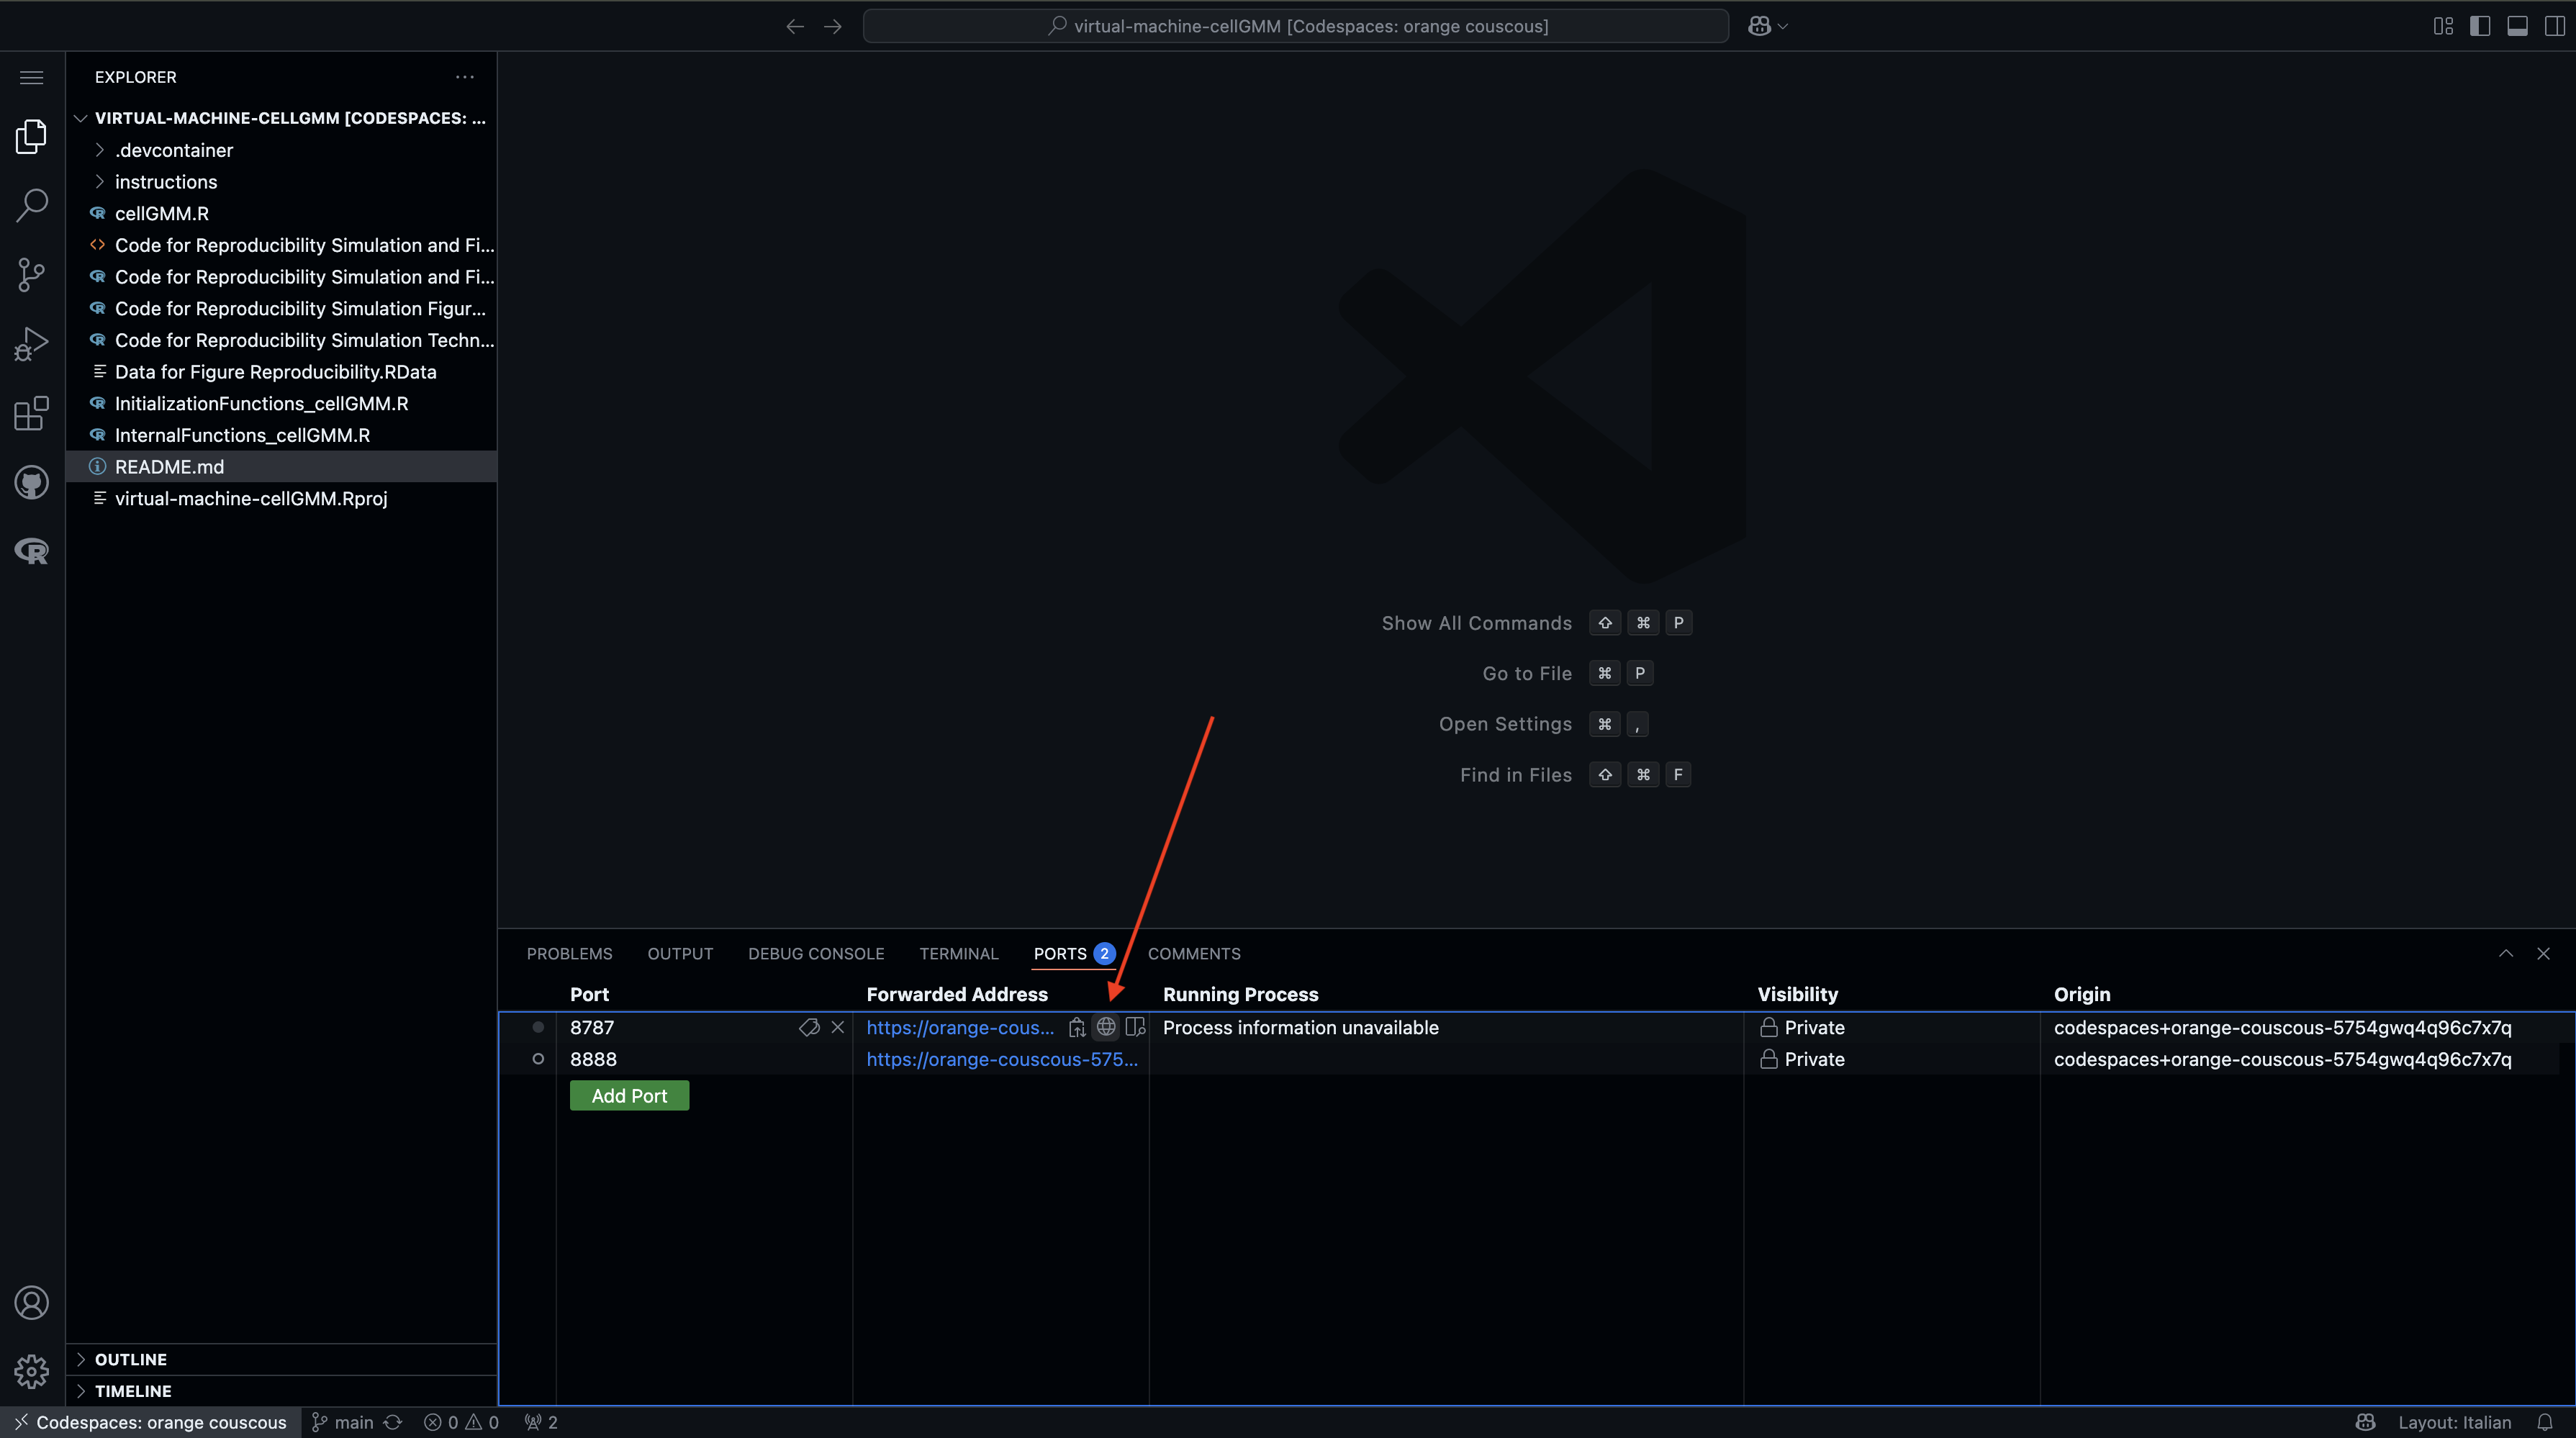 virtual-machine-cellGMM [Codespaces: orange couscous]
EXPLORER
VIRTUAL-MACHINE-CELLGMM [CODESPACES: ...
.devcontainer
instructions
cellGMM.R
Code for Reproducibility Simulation and Fi...
Code for Reproducibility Simulation and Fi...
Code for Reproducibility Simulation Figur...
Code for Reproducibility Simulation Techn...
Data for Figure Reproducibility.RData
InitializationFunctions_cellGMM.R
InternalFunctions_cellGMM.R
README.md
virtual-machine-cellGMM.Rproj
OUTLINE
TIMELINE
Show All Commands ⇧ ⌘ P
Go to File ⌘ P
Open Settings ⌘ ,
Find in Files ⇧ ⌘ F
PROBLEMS OUTPUT DEBUG CONSOLE TERMINAL PORTS 2 COMMENTS
Port Forwarded Address Running Process Visibility Origin
8787 https://orange-cous... Process information unavailable Private codespaces+orange-couscous-5754gwq4q96c7x7q
8888 https://orange-couscous-575... Private codespaces+orange-couscous-5754gwq4q96c7x7q
Add Port
Codespaces: orange couscous main 0 0 2 Layout: Italian